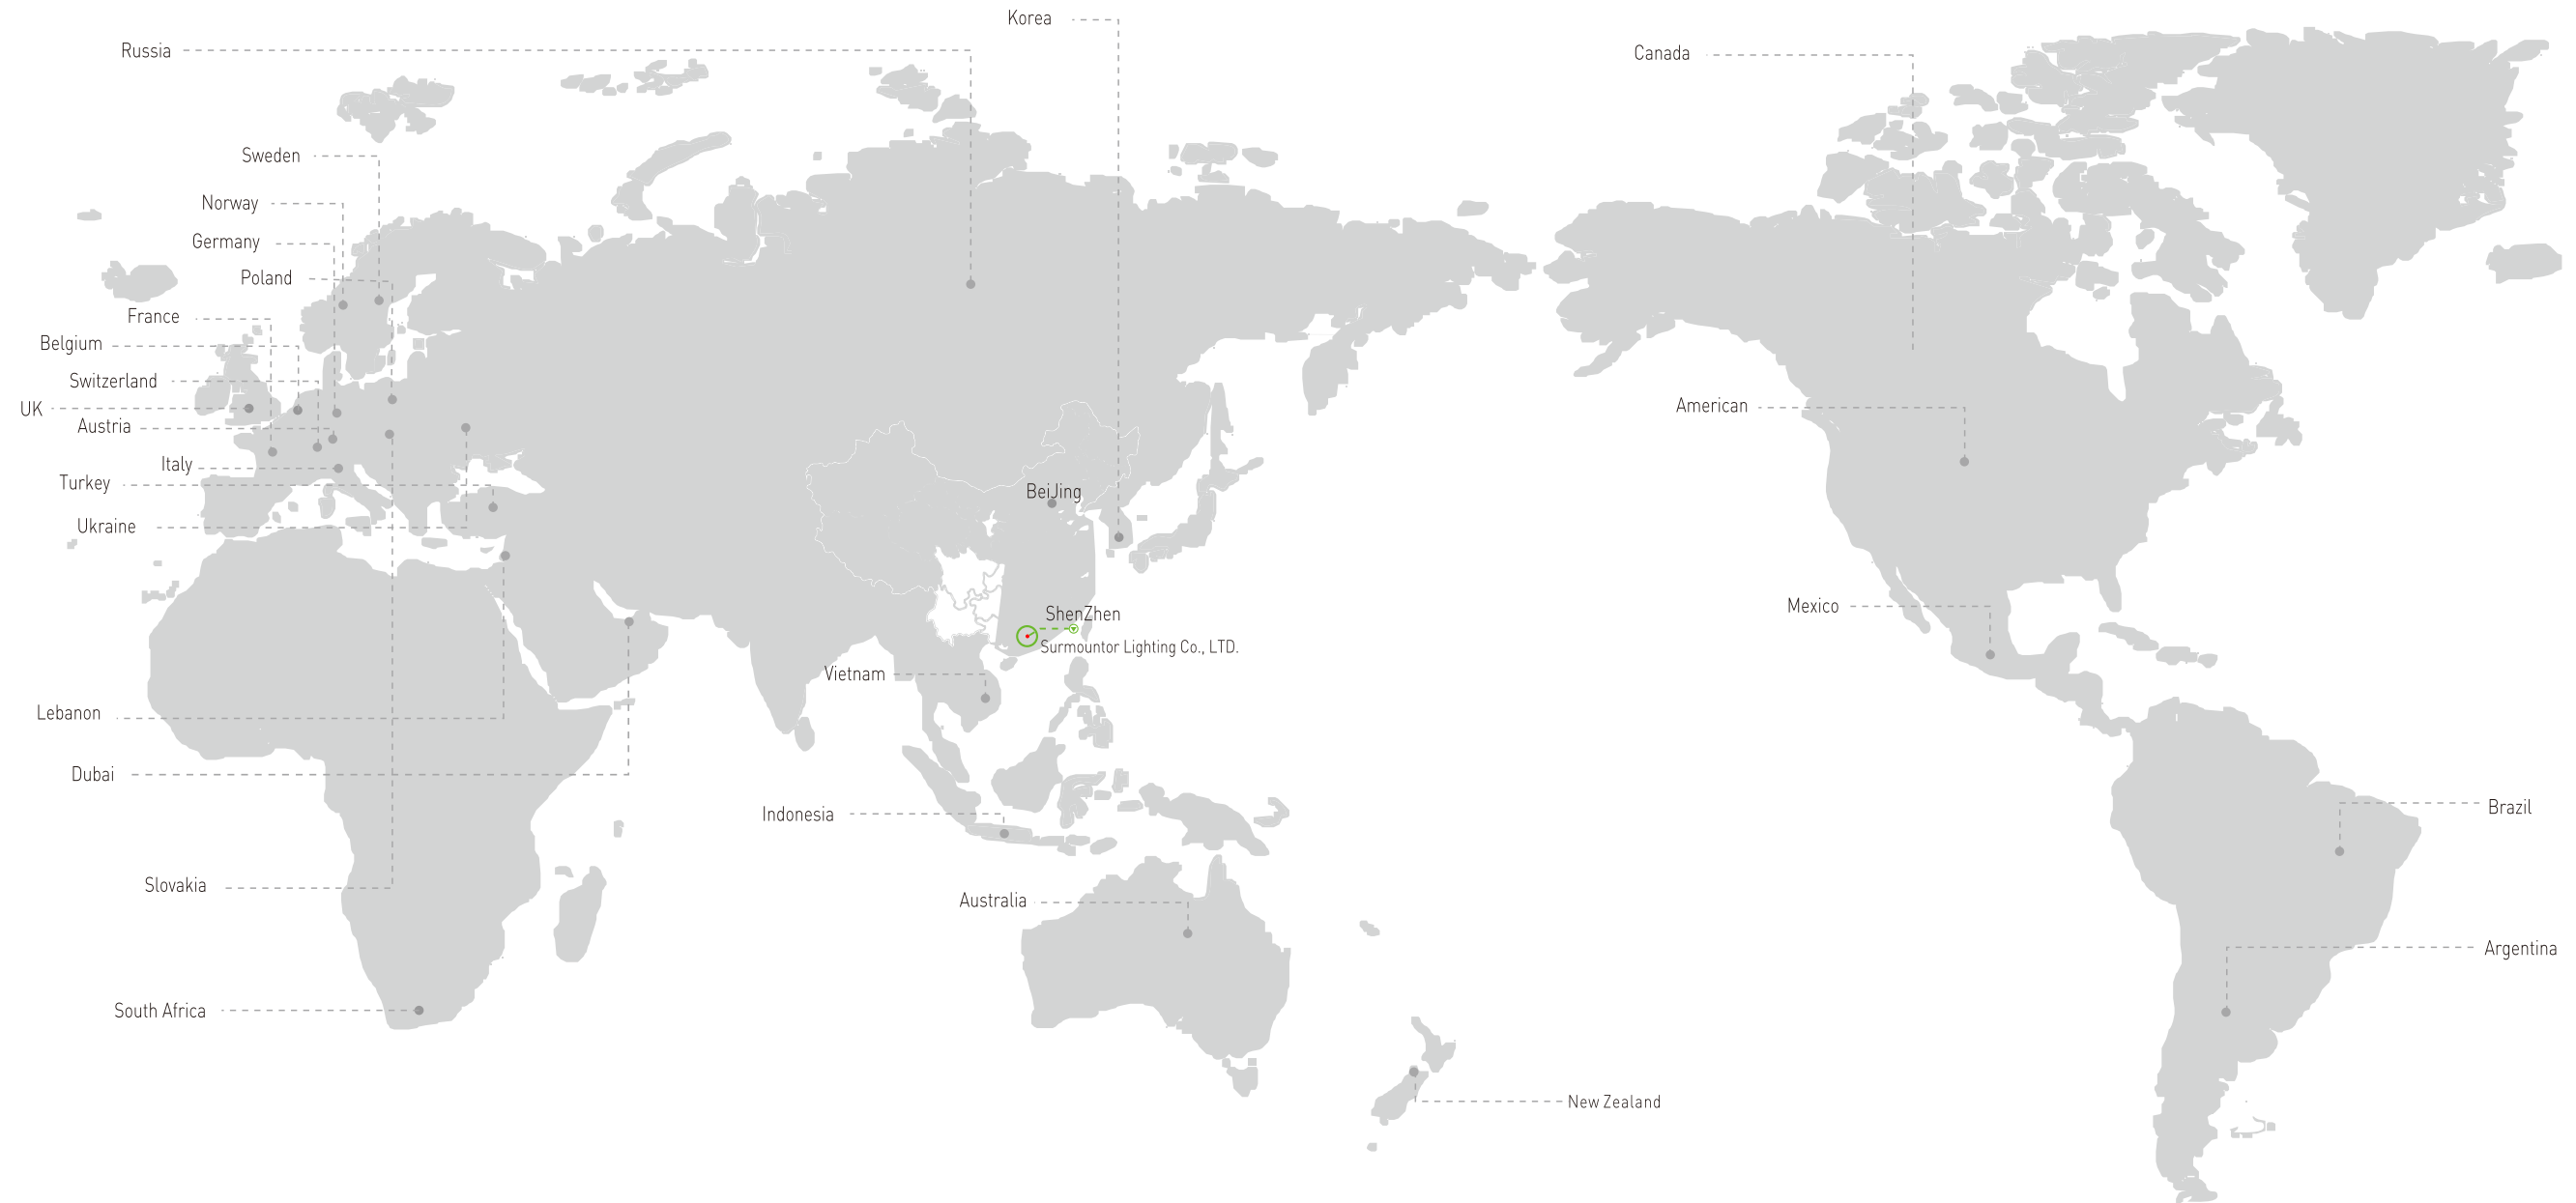 Korea
Russia
Canada
Sweden
Norway
Germany
Poland
France
Belgium
Switzerland
UK
American
Austria
Italy
Turkey
BeiJing
Ukraine
Mexico
ShenZhen
Surmountor Lighting Co., LTD.
Vietnam
Lebanon
Dubai
Indonesia
Brazil
Slovakia
Australia
Argentina
South Africa
New Zealand